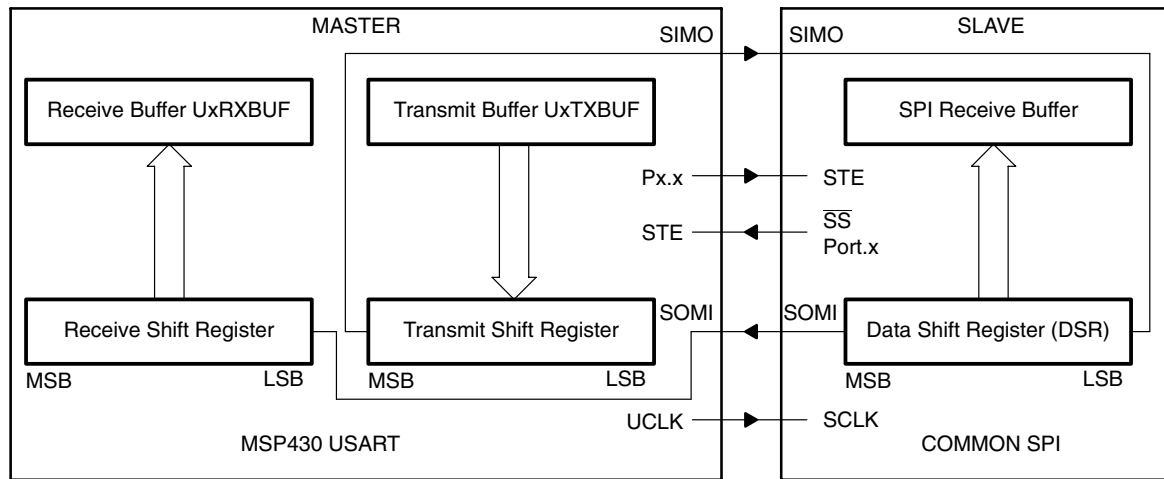 MASTER
SIMO
Receive Buffer UxRXBUF
Transmit Buffer UxTXBUF
Px.x
STE
SOMI
Receive Shift Register
Transmit Shift Register
MSB
LSB
MSB
LSB
UCLK
MSP430 USART
SLAVE
SIMO
SPI Receive Buffer
STE
SS
Port.x
SOMI
Data Shift Register (DSR)
MSB
LSB
SCLK
COMMON SPI